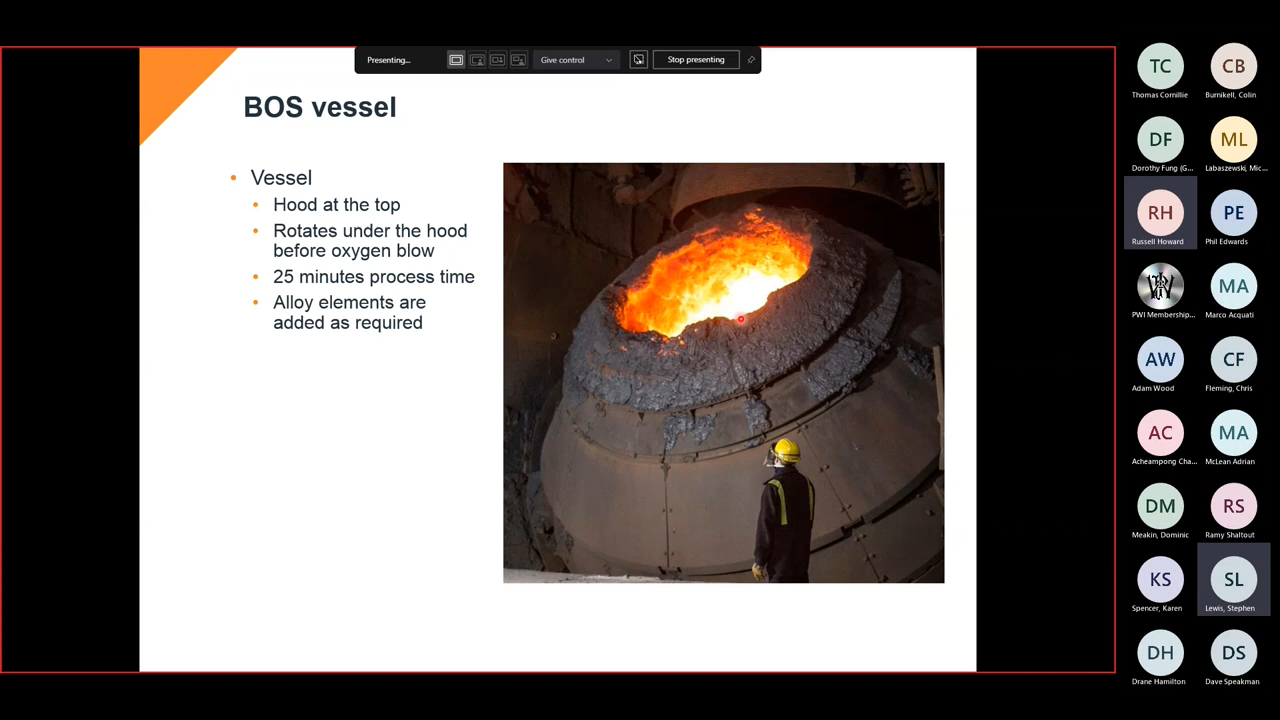 Presenting...
Give control
Stop presenting
BOS vessel
• Vessel
• Hood at the top
• Rotates under the hood
before oxygen blow
• 25 minutes process time
• Alloy elements are
added as required
TC
CB
Thomas Cornillie
Burnikell, Colin
DF
ML
Dorothy Fung (G...
Labaszewski, Mic...
RH
PE
Russell Howard
Phil Edwards
MA
PWI Membership...
Marco Acquati
AW
CF
Adam Wood
Fleming, Chris
AC
MA
Acheampong Cha...
McLean Adrian
DM
RS
Meakin, Dominic
Ramy Shaltout
KS
SL
Spencer, Karen
Lewis, Stephen
DH
DS
Drane Hamilton
Dave Speakman